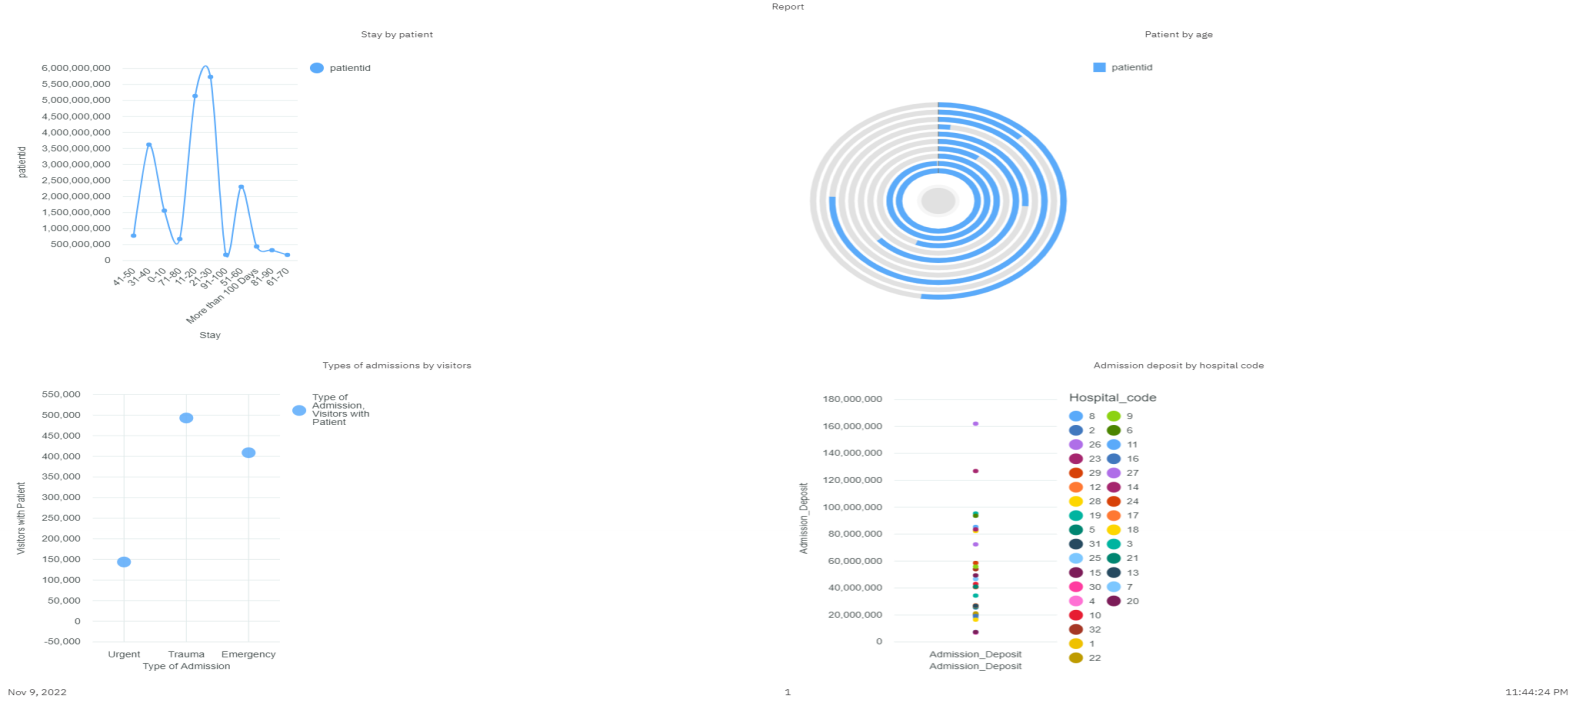 Report
Stay by patient
patientid
6,000,000,000
5,500,000,000
5,000,000,000
4,500,000,000
4,000,000,000
3,500,000,000
3,000,000,000
2,500,000,000
2,000,000,000
1,500,000,000
1,000,000,000
500,000,000
0
patientid
41-50
31-40
0-10
71-80
11-20
21-30
91-100
51-60
More than 100 Days
81-90
61-70
Stay
Patient by age
patientid
Types of admissions by visitors
Type of
Admission,
Visitors with
Patient
550,000
500,000
450,000
400,000
350,000
300,000
250,000
200,000
150,000
100,000
50,000
0
-50,000
Visitors with Patient
Urgent
Trauma
Emergency
Type of Admission
Admission deposit by hospital code
180,000,000
160,000,000
140,000,000
120,000,000
100,000,000
80,000,000
60,000,000
40,000,000
20,000,000
0
Admission_Deposit
Admission_Deposit
Admission_Deposit
Hospital_code
8 9
2 6
26 11
23 16
29 27
12 14
28 24
19 17
5 18
31 3
25 21
15 13
30 7
4 20
10
32
1
22
Nov 9, 2022
1
11:44:24 PM